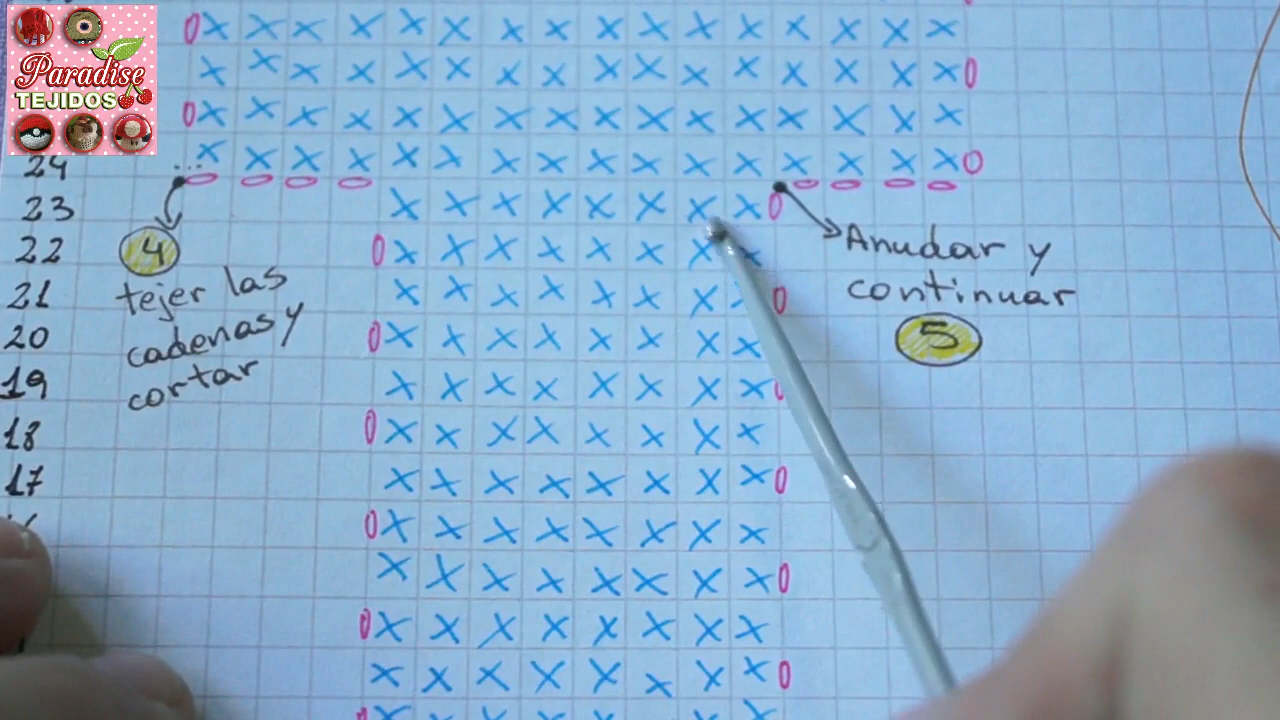 Paradise
TEJIDOS
24
23
22
21
20
19
18
17
4
tejer las
cadenas y
cortar
Anudar y
continuar
5